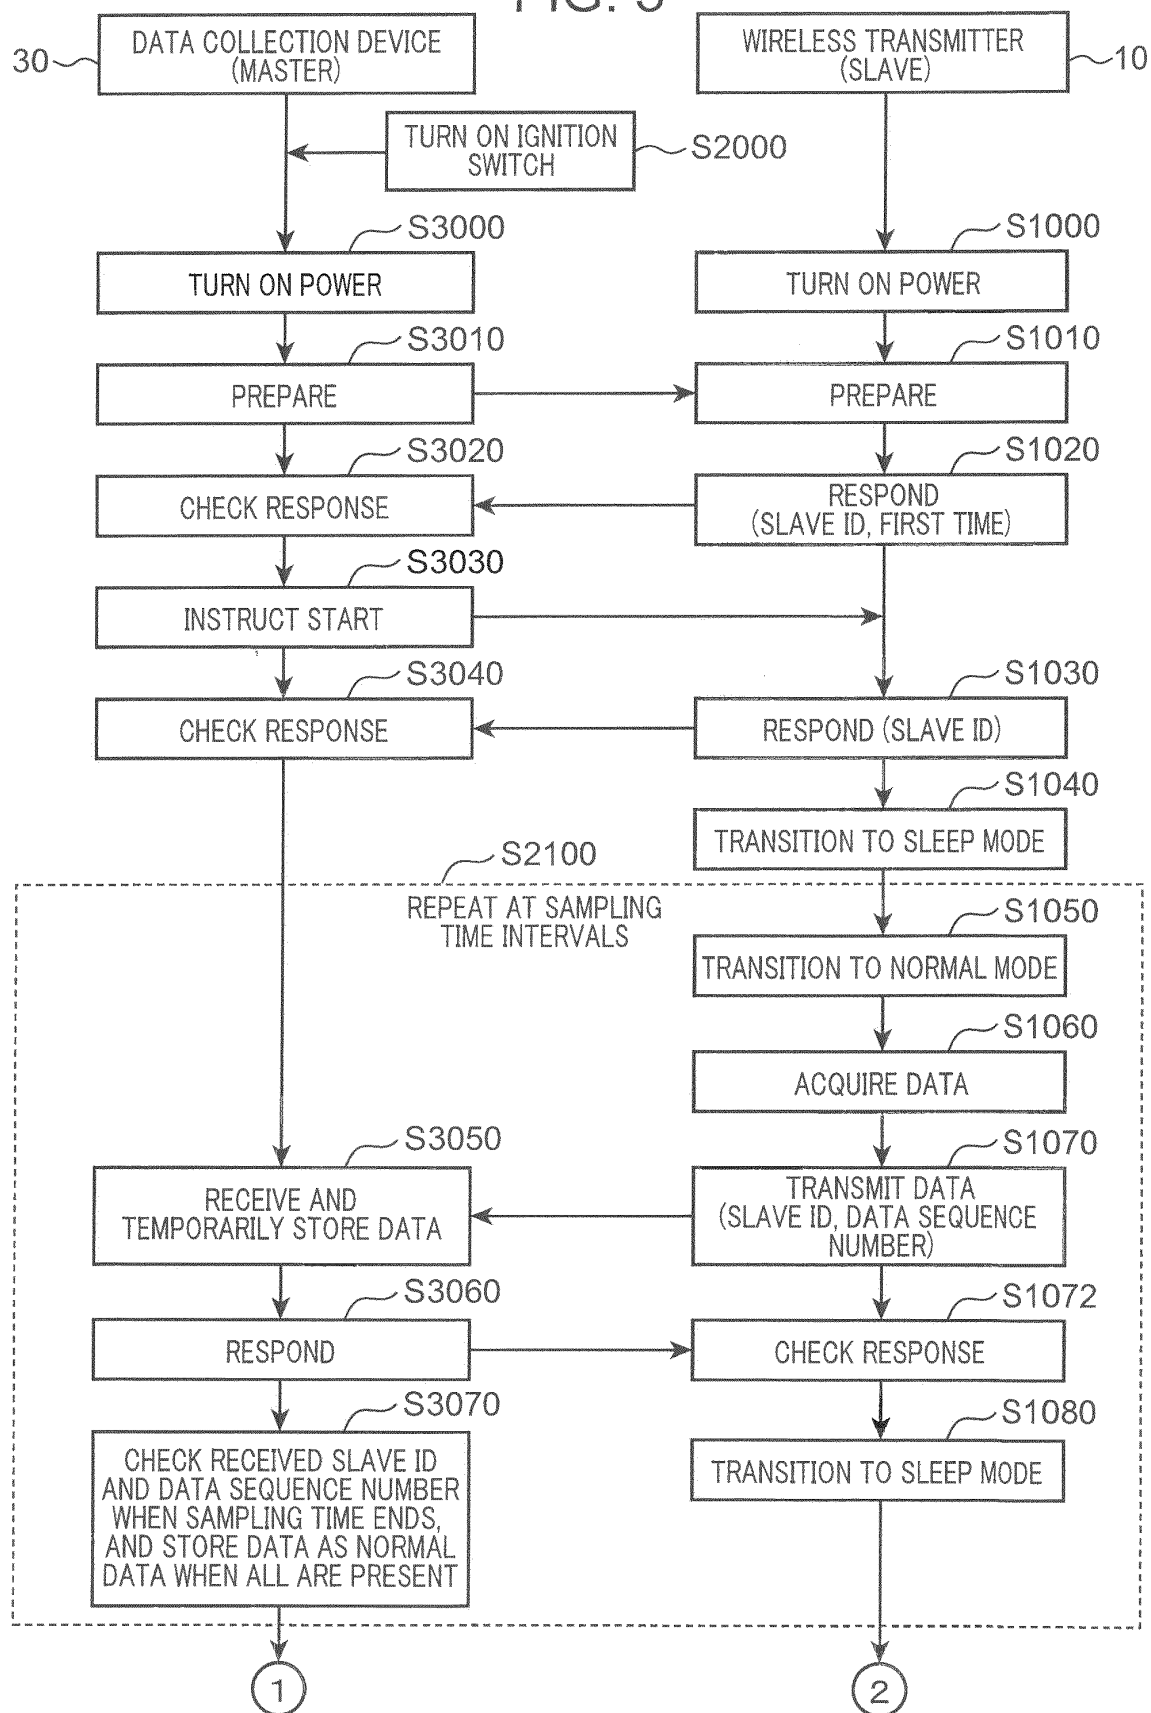 DATA COLLECTION DEVICE
(MASTER)
30
WIRELESS TRANSMITTER
(SLAVE)
10
TURN ON IGNITION
SWITCH
S2000
S3000
TURN ON POWER
S1000
TURN ON POWER
S3010
PREPARE
S1010
PREPARE
S3020
CHECK RESPONSE
S1020
RESPOND
(SLAVE ID, FIRST TIME)
S3030
INSTRUCT START
S3040
CHECK RESPONSE
S1030
RESPOND (SLAVE ID)
S1040
TRANSITION TO SLEEP MODE
S2100
REPEAT AT SAMPLING
TIME INTERVALS
S1050
TRANSITION TO NORMAL MODE
S1060
ACQUIRE DATA
S3050
RECEIVE AND
TEMPORARILY STORE DATA
S1070
TRANSMIT DATA
(SLAVE ID, DATA SEQUENCE
NUMBER)
S3060
RESPOND
S1072
CHECK RESPONSE
S3070
CHECK RECEIVED SLAVE ID
AND DATA SEQUENCE NUMBER
WHEN SAMPLING TIME ENDS,
AND STORE DATA AS NORMAL
DATA WHEN ALL ARE PRESENT
S1080
TRANSITION TO SLEEP MODE
1
2